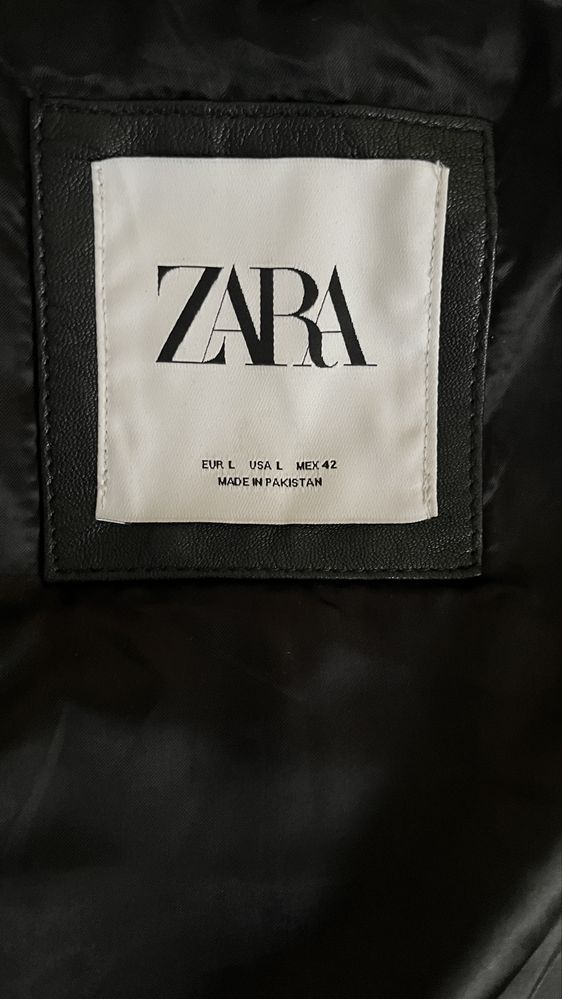 ZARA
EUR L USA L MEX 42
MADE IN PAKISTAN